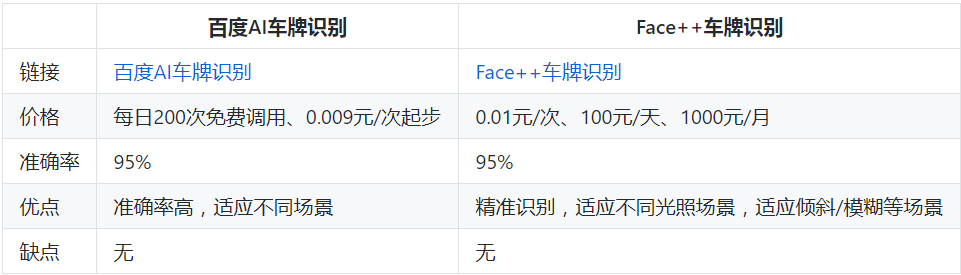 百度AI车牌识别 Face++车牌识别
链接 百度AI车牌识别 Face++车牌识别
价格 每日200次免费调用、0.009元/次起步 0.01元/次、100元/天、1000元/月
准确率 95% 95%
优点 准确率高，适应不同场景 精准识别，适应不同光照场景，适应倾斜/模糊等场景
缺点 无 无